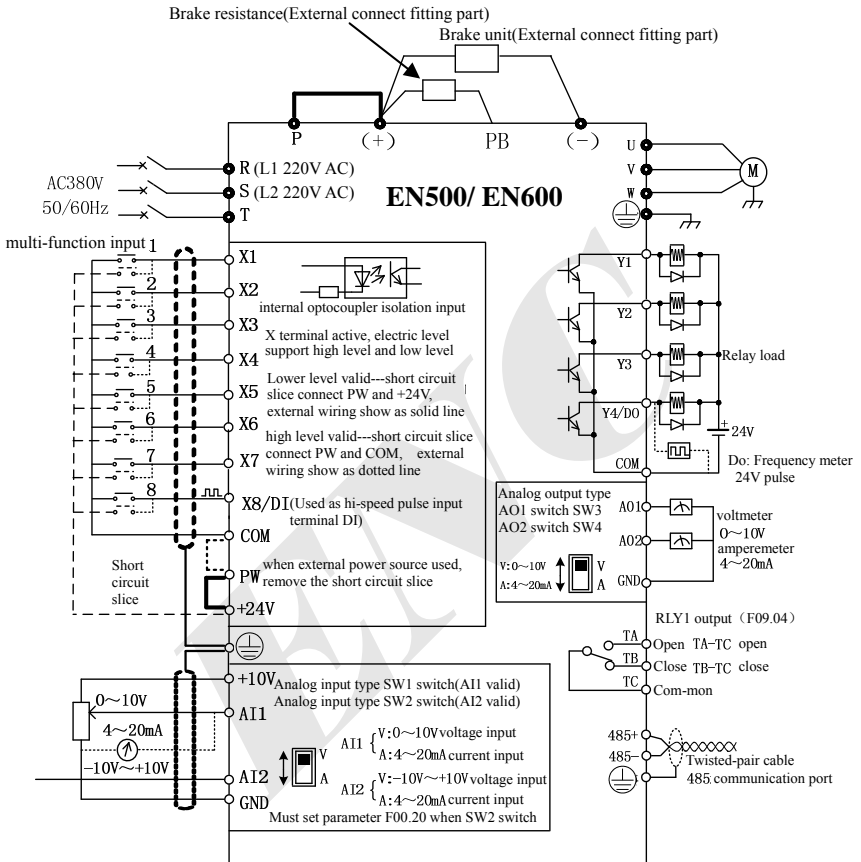 Brake resistance(External connect fitting part)
Brake unit(External connect fitting part)
P
(+)
PB
(-)
R (L1 220V AC)
S (L2 220V AC)
T
AC380V
50/60Hz
EN500/ EN600
U
V
W
M
multi-function input
1
2
3
4
5
6
7
8
X1
X2
X3
X4
X5
X6
X7
X8/DI(Used as hi-speed pulse input
terminal DI)
COM
PW
+24V
internal optocoupler isolation input
X terminal active, electric level
support high level and low level
Lower level valid---short circuit
slice connect PW and +24V,
external wiring show as solid line
high level valid---short circuit slice
connect PW and COM, external
wiring show as dotted line
when external power source used,
remove the short circuit slice
Short
circuit
slice
Y1
Y2
Y3
Y4/DO
COM
Relay load
+
24V
Do: Frequency meter
24V pulse
Analog output type
AO1 switch SW3
AO2 switch SW4
V:0～10V
A:4～20mA
V
A
AO1
AO2
GND
voltmeter
0～10V
amperemeter
4～20mA
RLY1 output（F09.04）
TA
Open TA-TC open
TB
Close TB-TC close
TC
Com-mon
485+
485-
Twisted-pair cable
485 communication port
+10V
AI1
AI2
GND
0～10V
4～20mA
-10V～+10V
Analog input type SW1 switch(AI1 valid)
Analog input type SW2 switch(AI2 valid)
V
A
AI1 { V:0～10V voltage input
A:4～20mA current input
AI2 { V:-10V～+10V voltage input
A:4～20mA current input
Must set parameter F00.20 when SW2 switch
ENC